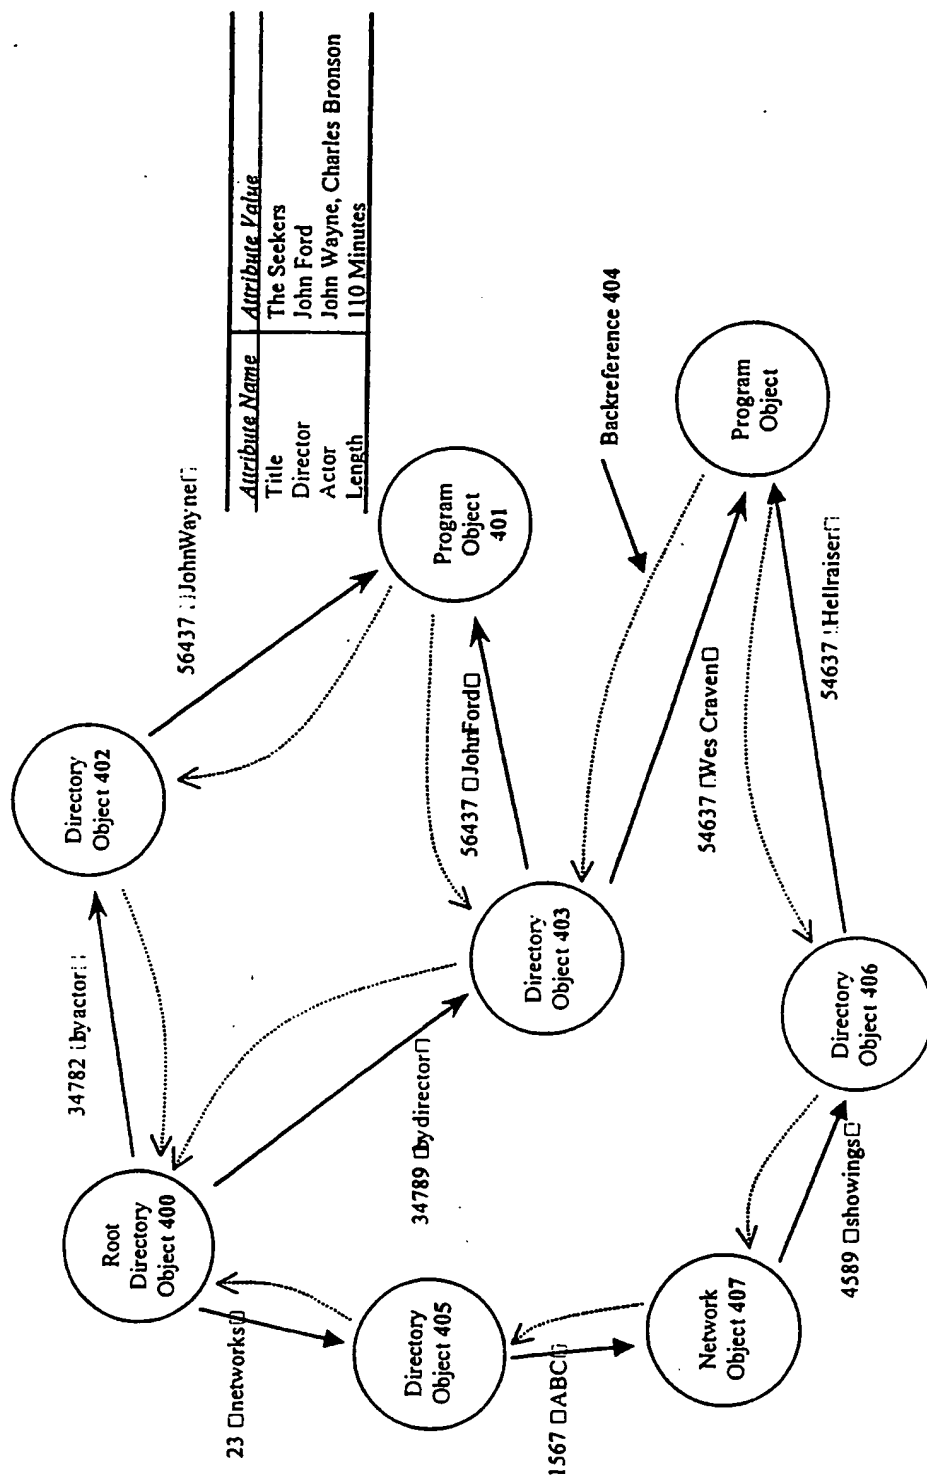 Attribute Name Attribute Value
Title The Seekers
Director John Ford
Actor John Wayne, Charles Bronson
Length 110 Minutes
56437 □JohnWayne□
Directory
Object 402
34782 □byactor□
Program
Object
401
Root
Directory
Object 400
56437 □JohnFord□
Backreference 404
Directory
Object 403
34789 □bydirector□
23 □networks□
Program
Object
54637 □Wes Craven□
Directory
Object 405
54637 □Hellraiser□
1567 □ABC□
Network
Object 407
Directory
Object 406
4589 □showings□